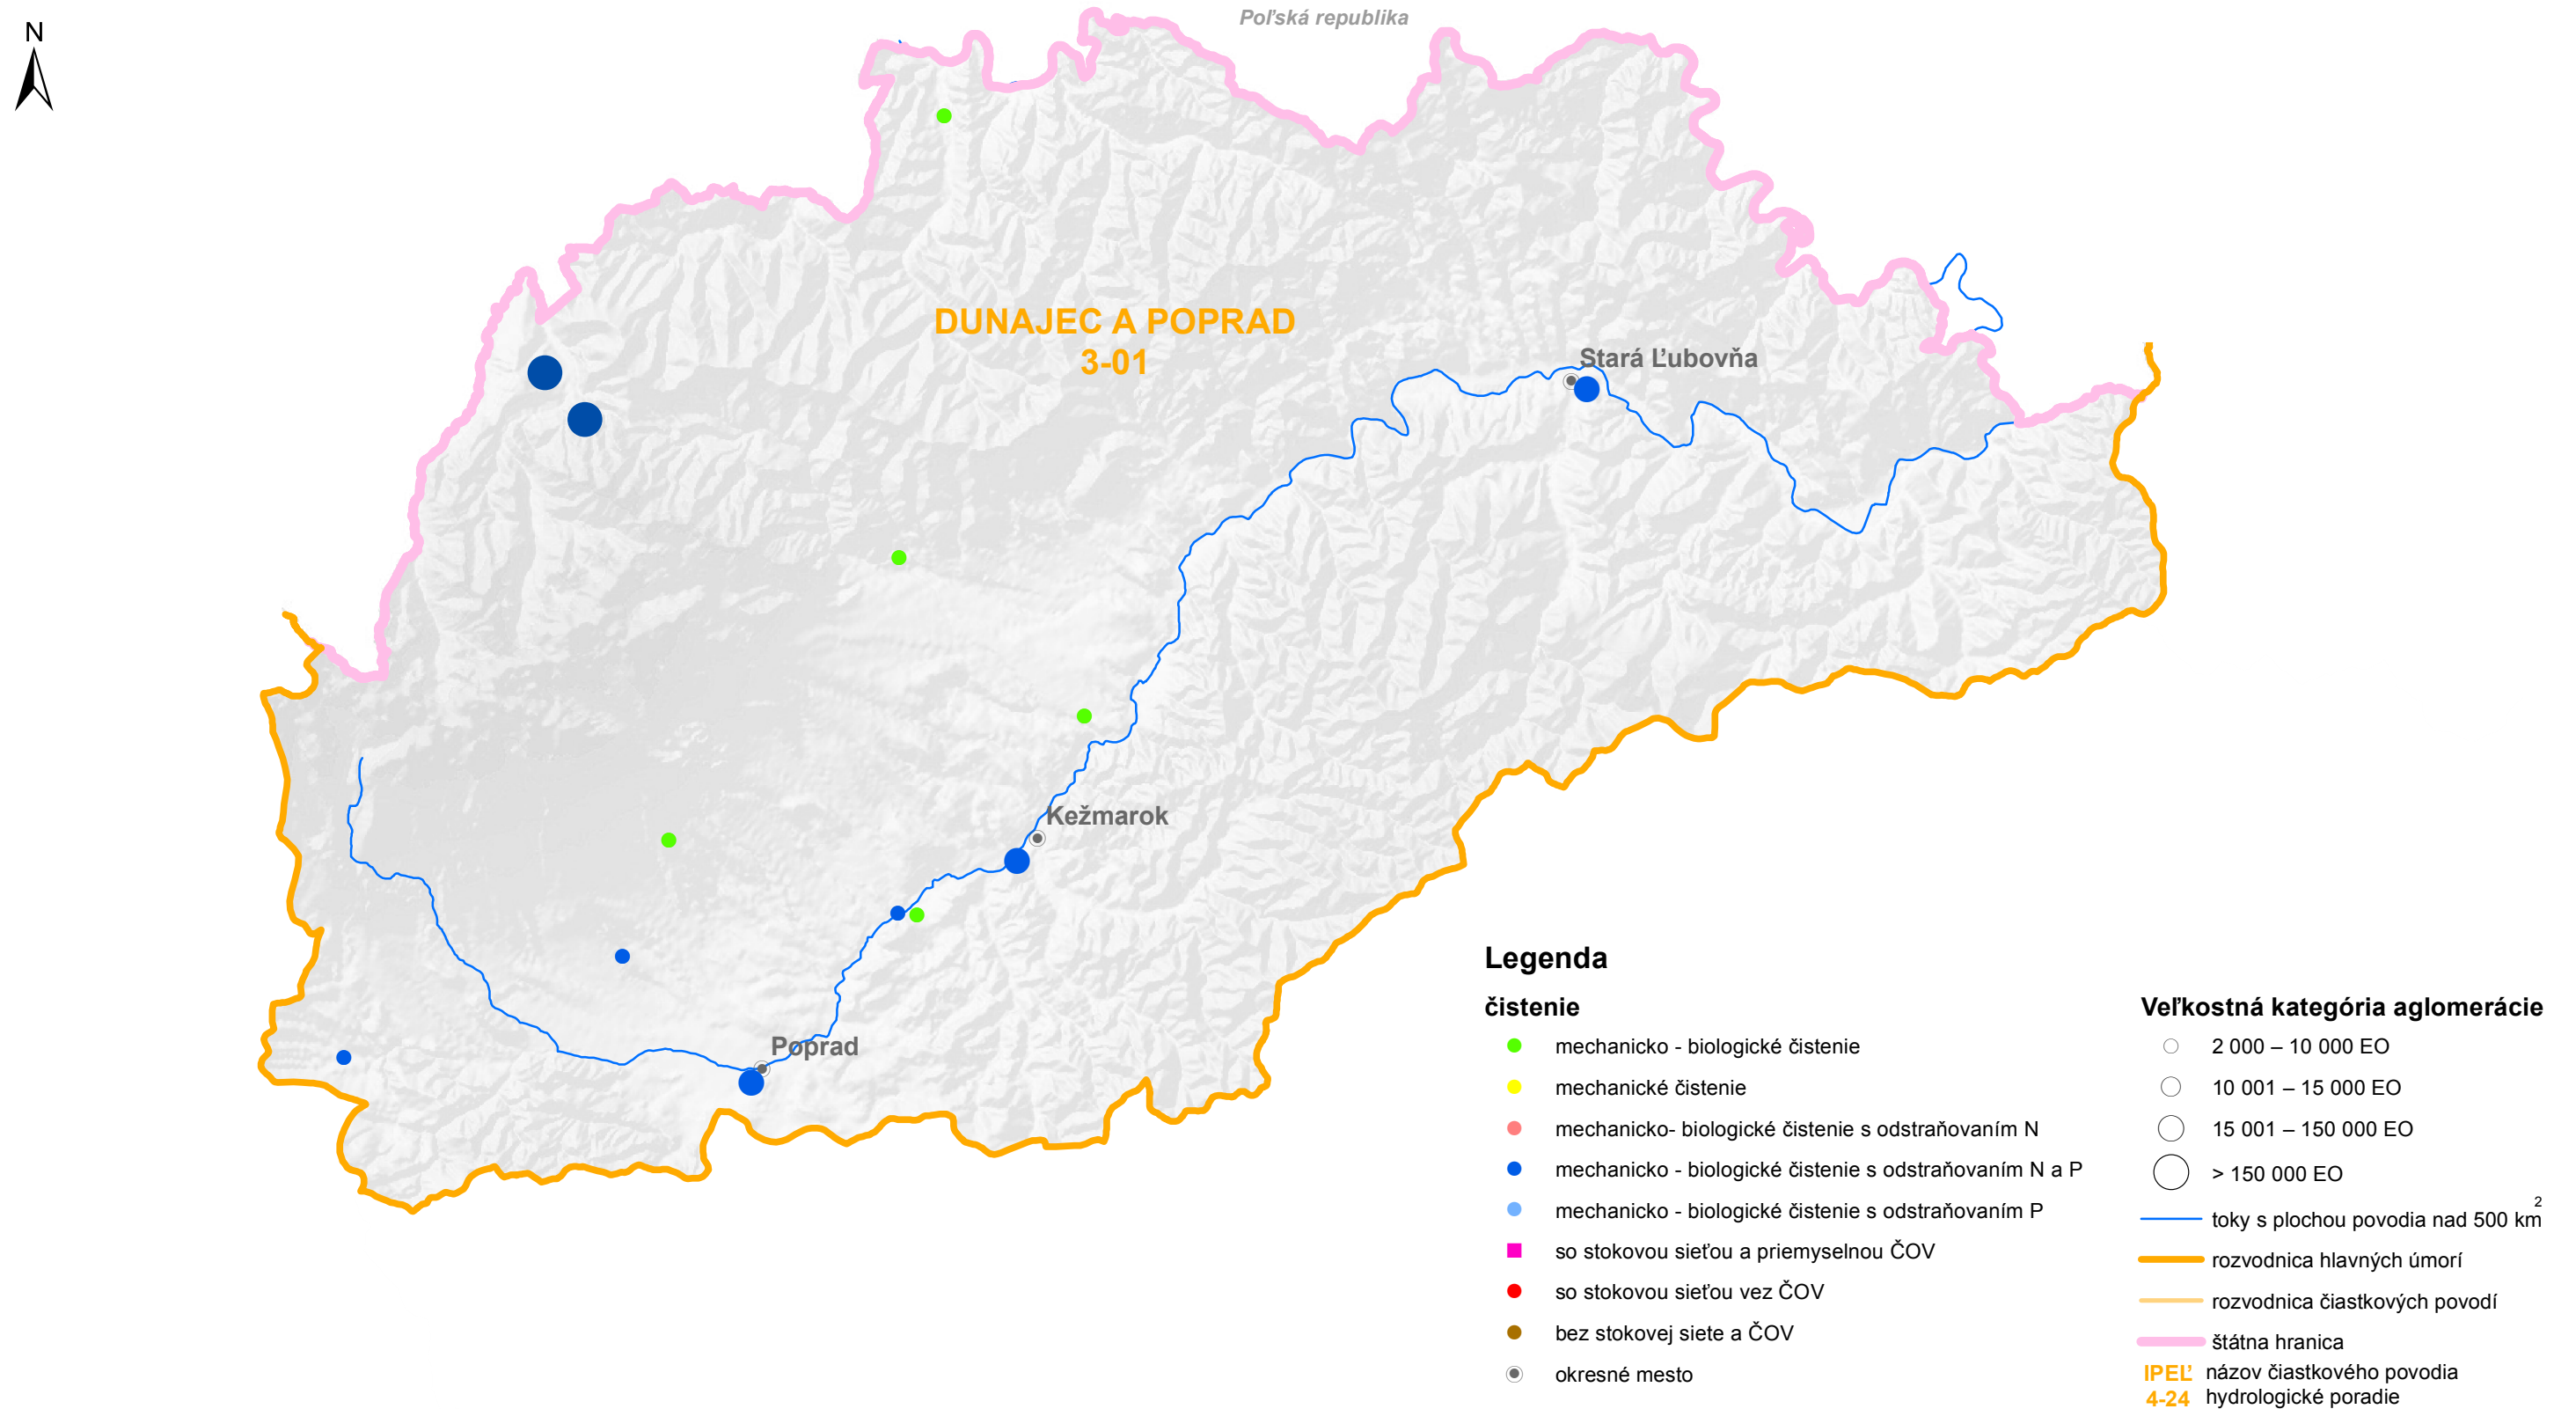 Poľská republika
N
DUNAJEC A POPRAD
3-01
Stará Ľubovňa
Kežmarok
Poprad
Legenda
čistenie
mechanicko - biologické čistenie
mechanické čistenie
mechanicko- biologické čistenie s odstraňovaním N
mechanicko - biologické čistenie s odstraňovaním N a P
mechanicko - biologické čistenie s odstraňovaním P
so stokovou sieťou a priemyselnou ČOV
so stokovou sieťou vez ČOV
bez stokovej siete a ČOV
okresné mesto
Veľkostná kategória aglomerácie
2 000 – 10 000 EO
10 001 – 15 000 EO
15 001 – 150 000 EO
> 150 000 EO
toky s plochou povodia nad 500 km²
rozvodnica hlavných úmorí
rozvodnica čiastkových povodí
štátna hranica
IPEĽ názov čiastkového povodia
4-24 hydrologické poradie